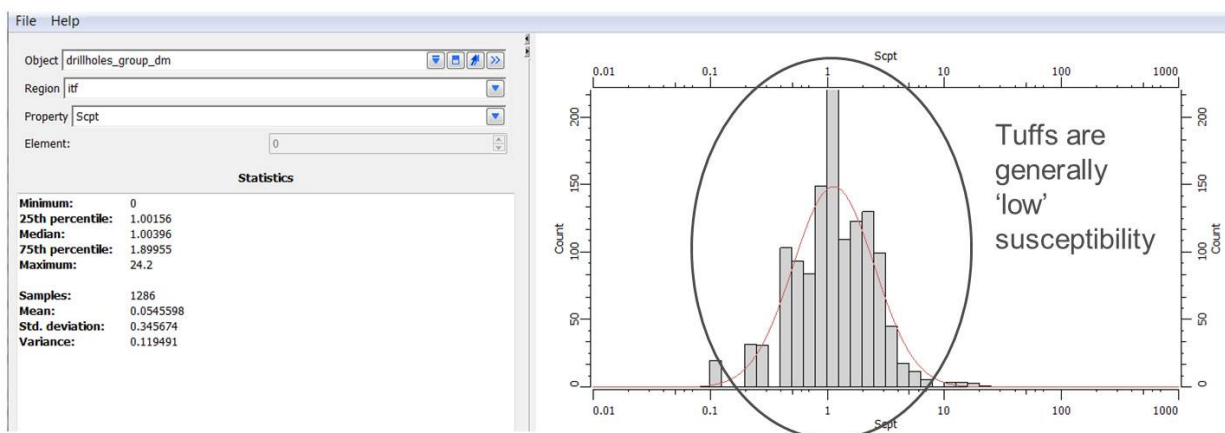 File Help
Object drillholes_group_dm
Region itf
Property Scpt
Element: 0
Statistics
Minimum: 0
25th percentile: 1.00156
Median: 1.00396
75th percentile: 1.89955
Maximum: 24.2
Samples: 1286
Mean: 0.0545598
Std. deviation: 0.345674
Variance: 0.119491
Scpt
0.01 0.1 1 10 100 1000
200
150
100
50
0
Count
Tuffs are
generally
'low'
susceptibility
200
150
100
50
0
Count
0.01 0.1 1 10 100 1000
Scpt